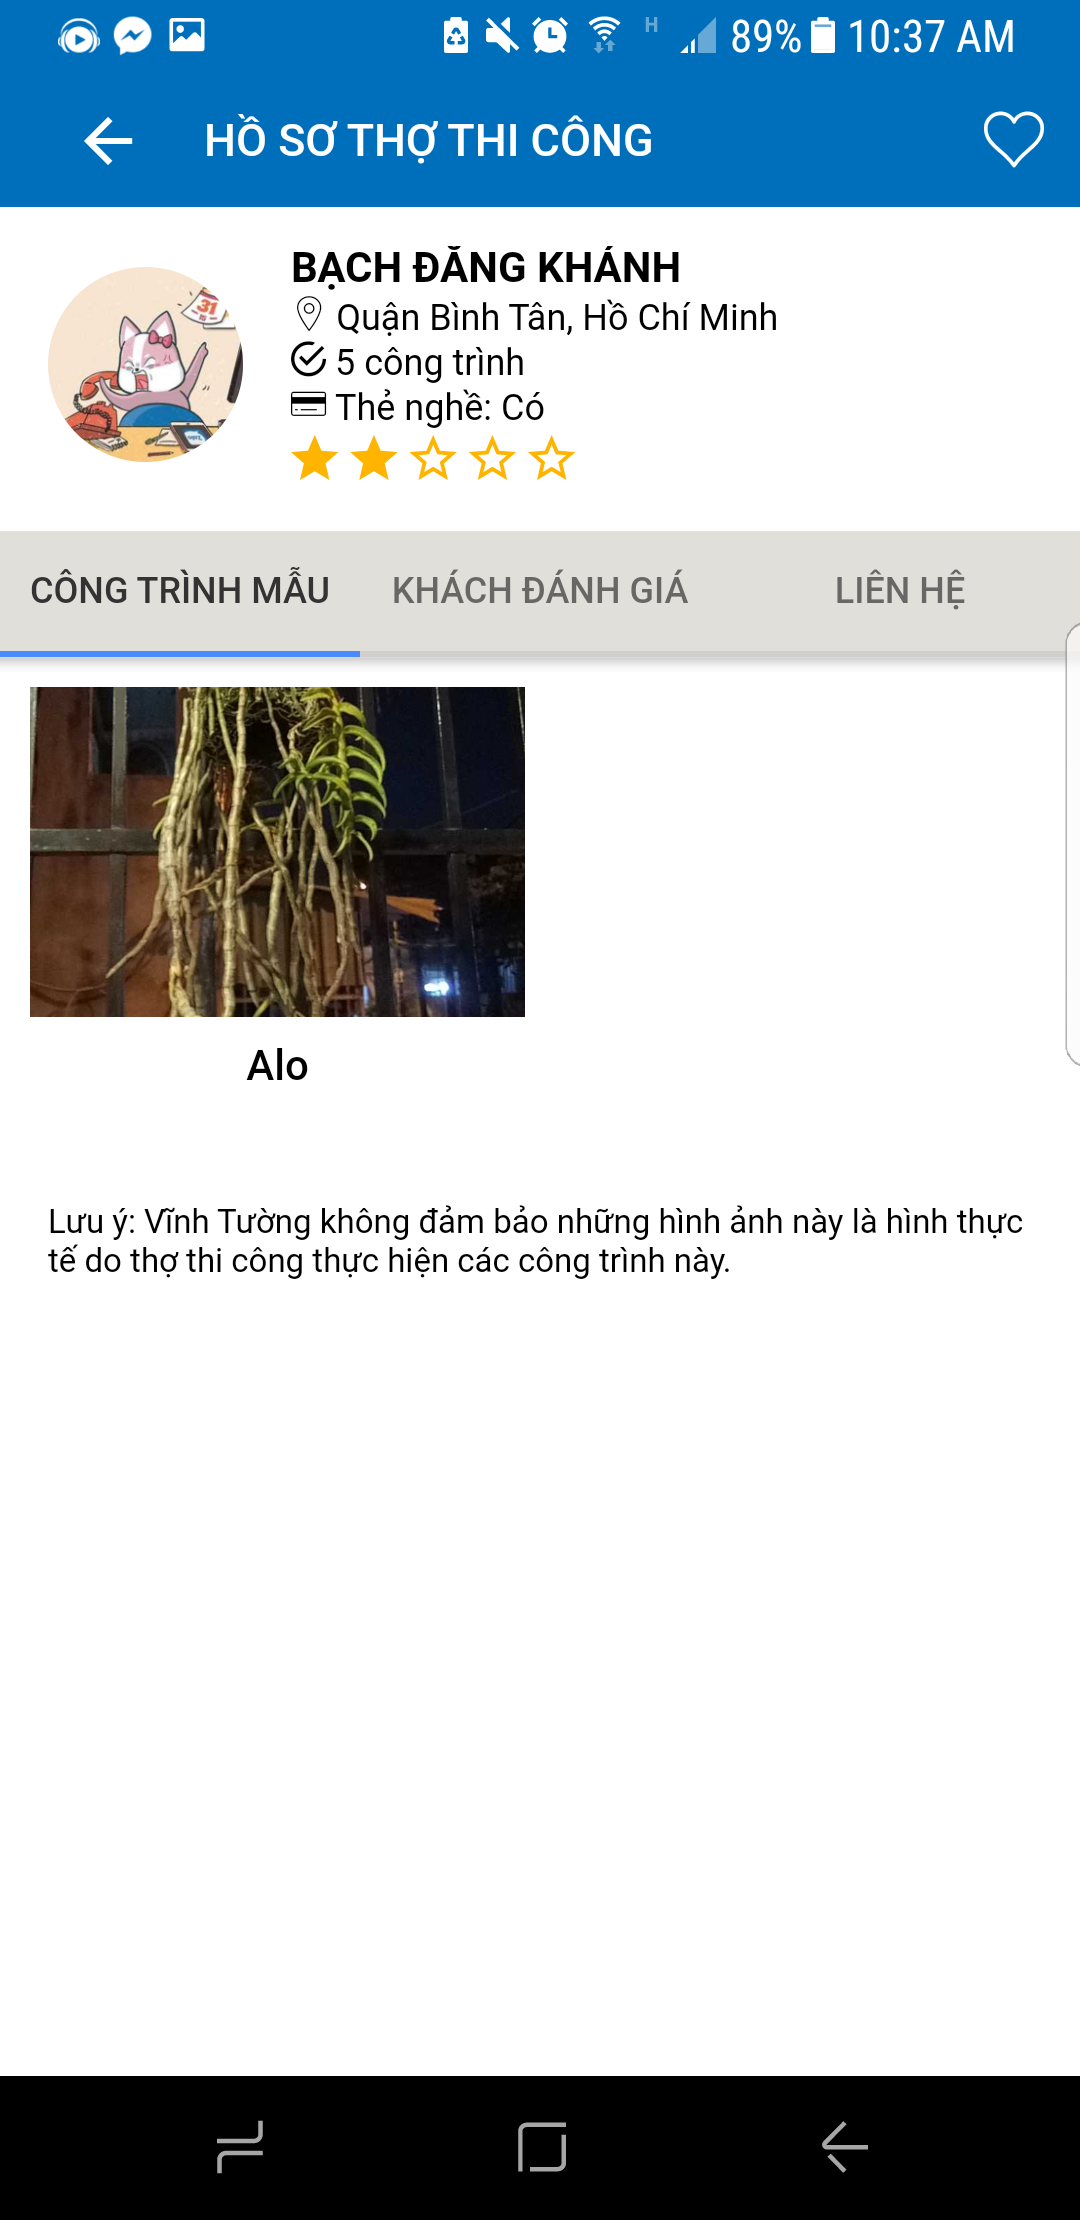 89% 10:37 AM
HỒ SƠ THỢ THI CÔNG
BẠCH ĐĂNG KHÁNH
Quận Bình Tân, Hồ Chí Minh
5 công trình
Thẻ nghề: Có
CÔNG TRÌNH MẪU KHÁCH ĐÁNH GIÁ LIÊN HỆ
Alo
Lưu ý: Vĩnh Tường không đảm bảo những hình ảnh này là hình thực
tế do thợ thi công thực hiện các công trình này.